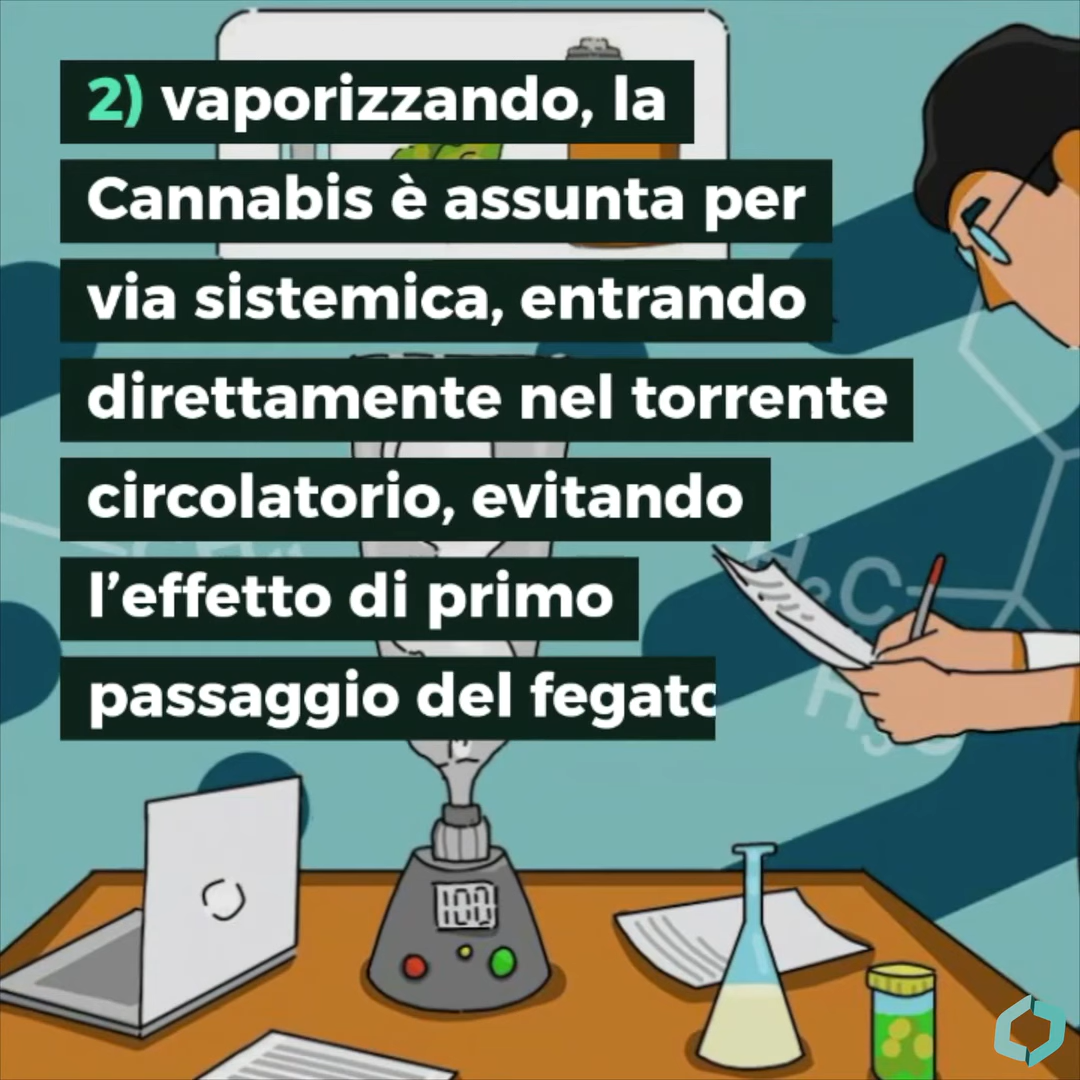 2) vaporizzando, la
Cannabis è assunta per
via sistemica, entrando
direttamente nel torrente
circolatorio, evitando
l’effetto di primo
passaggio del fegato
100
H₃C